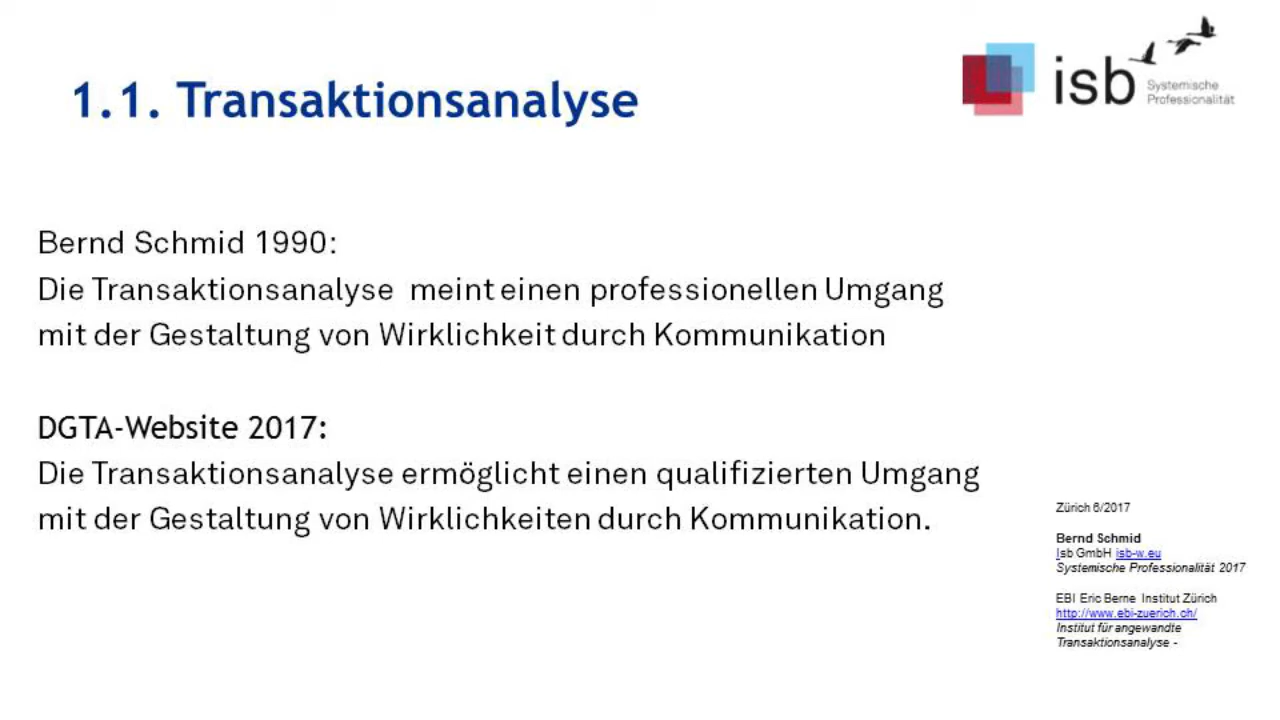 1.1. Transaktionsanalyse
isb Systemische
Professionalität
Bernd Schmid 1990:
Die Transaktionsanalyse meint einen professionellen Umgang
mit der Gestaltung von Wirklichkeit durch Kommunikation
DGTA-Website 2017:
Die Transaktionsanalyse ermöglicht einen qualifizierten Umgang
mit der Gestaltung von Wirklichkeiten durch Kommunikation.
Zürich 6/2017
Bernd Schmid
Isb GmbH isb-w.eu
Systemische Professionalität 2017
EBI Eric Berne Institut Zürich
http://www.ebi-zuerich.ch/
Institut für angewandte
Transaktionsanalyse -